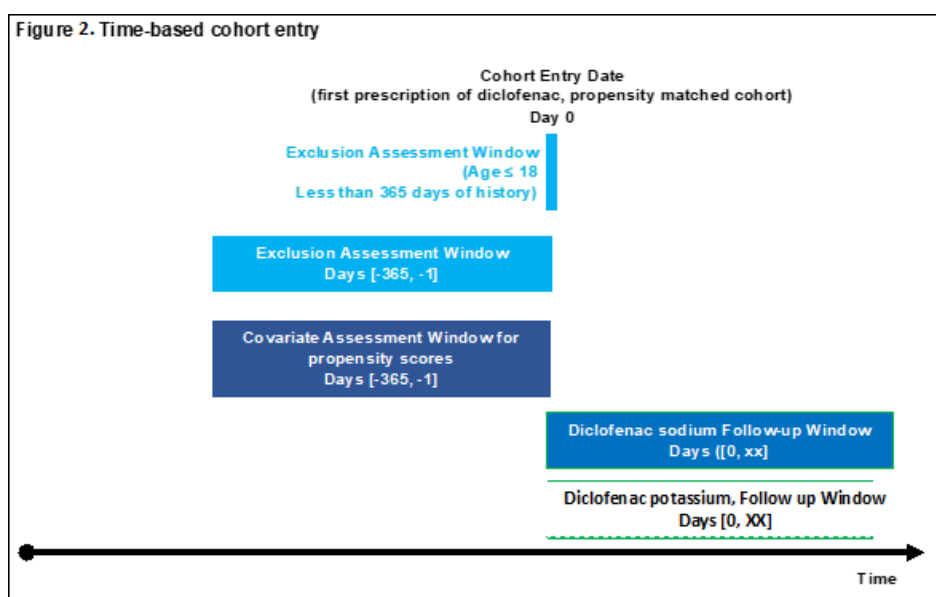 Figure 2. Time-based cohort entry
Cohort Entry Date
(first prescription of diclofenac, propensity matched cohort)
Day 0
Exclusion Assessment Window
(Age ≤ 18
Less than 365 days of history)
Exclusion Assessment Window
Days [-365, -1]
Covariate Assessment Window for
propensity scores
Days [-365, -1]
Diclofenac sodium Follow-up Window
Days ([0, xx]
Diclofenac potassium, Follow up Window
Days [0, XX]
Time